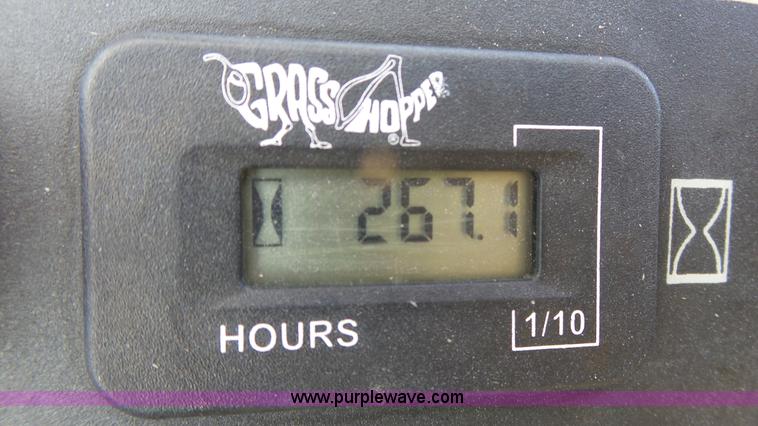 GRASSHOPPER®
267.1
HOURS
1/10
www.purplewave.com